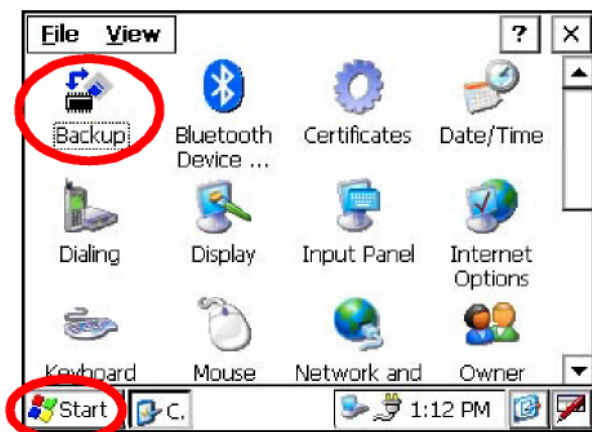 File View ? ×
Backup Bluetooth Device ... Certificates Date/Time
Dialing Display Input Panel Internet Options
Keyboard Mouse Network and Owner
Start C. 1:12 PM